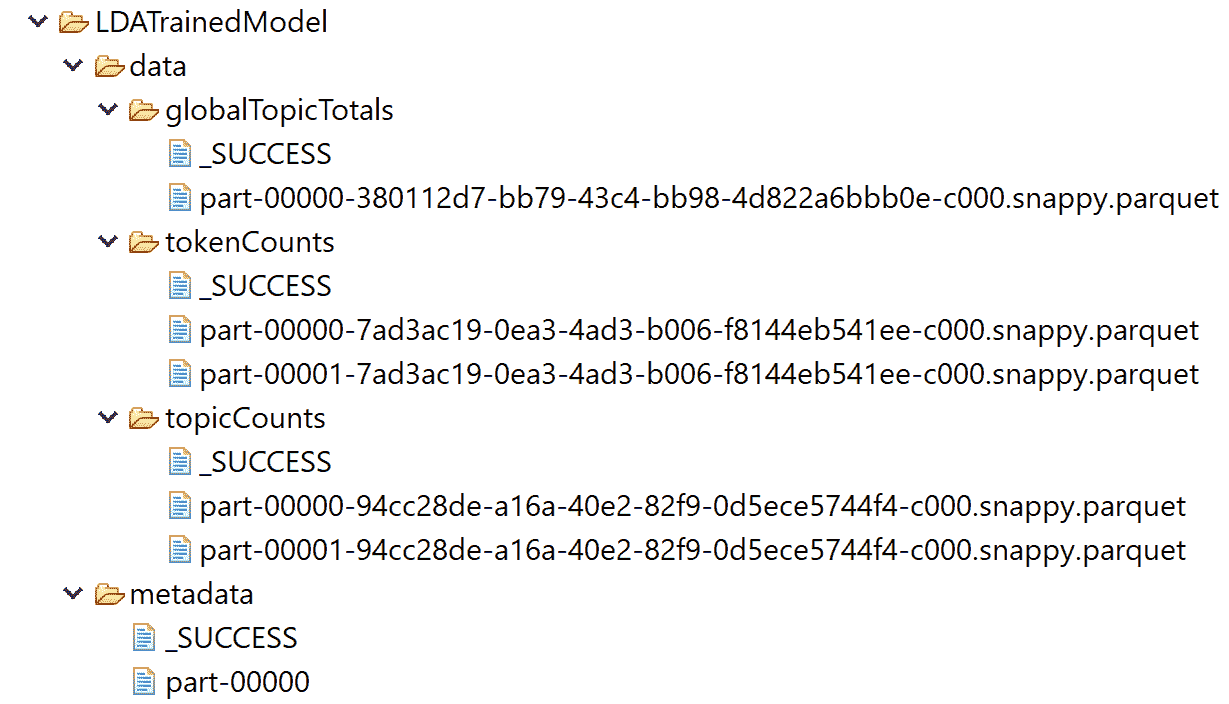 LDATrainedModel
data
globalTopicTotals
_SUCCESS
part-00000-380112d7-bb79-43c4-bb98-4d822a6bbb0e-c000.snappy.parquet
tokenCounts
_SUCCESS
part-00000-7ad3ac19-0ea3-4ad3-b006-f8144eb541ee-c000.snappy.parquet
part-00001-7ad3ac19-0ea3-4ad3-b006-f8144eb541ee-c000.snappy.parquet
topicCounts
_SUCCESS
part-00000-94cc28de-a16a-40e2-82f9-0d5ece5744f4-c000.snappy.parquet
part-00001-94cc28de-a16a-40e2-82f9-0d5ece5744f4-c000.snappy.parquet
metadata
_SUCCESS
part-00000